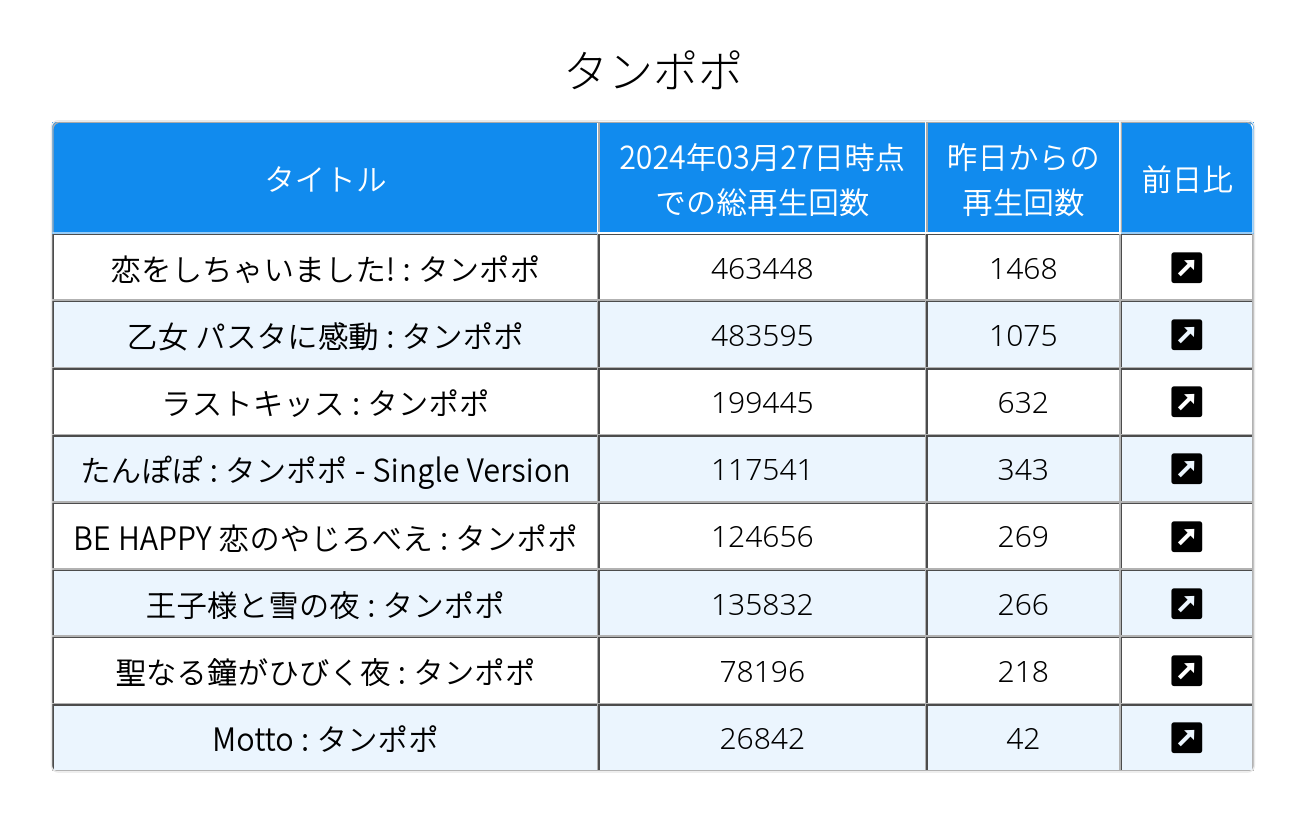 タンポポ
タイトル
2024年03月27日時点
での総再生回数
昨日からの
再生回数
前日比
恋をしちゃいました! : タンポポ 463448 1468
乙女 パスタに感動 : タンポポ 483595 1075
ラストキッス : タンポポ 199445 632
たんぽぽ : タンポポ - Single Version 117541 343
BE HAPPY 恋のやじろべえ : タンポポ 124656 269
王子様と雪の夜 : タンポポ 135832 266
聖なる鐘がひびく夜 : タンポポ 78196 218
Motto : タンポポ 26842 42